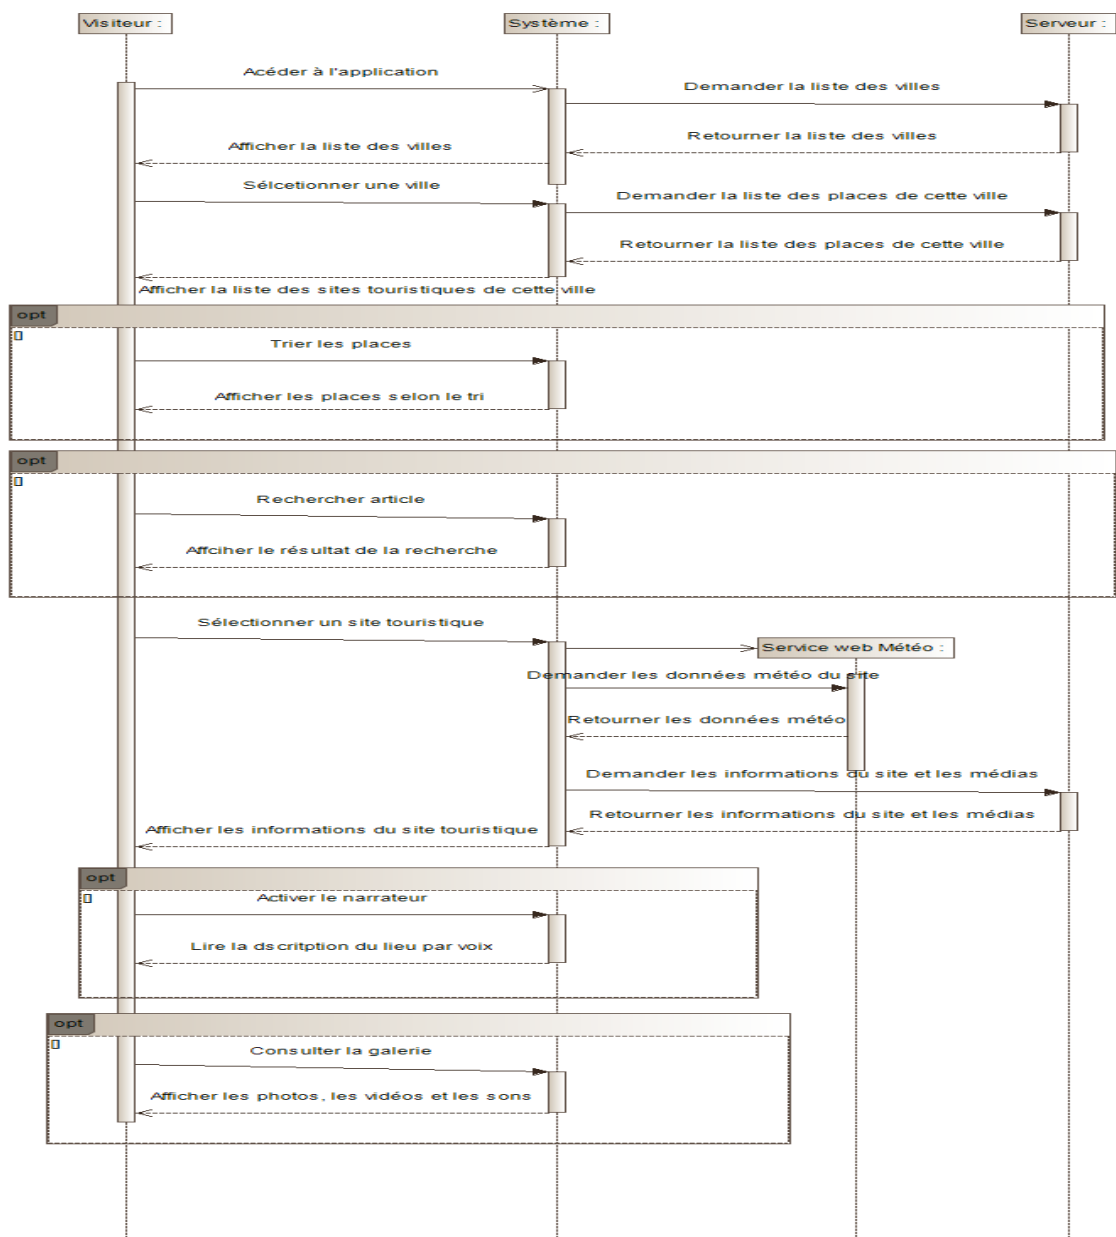 Visiteur :
Système :
Serveur :
Acéder à l'application
Demander la liste des villes
Retourner la liste des villes
Afficher la liste des villes
Sélcetionner une ville
Demander la liste des places de cette ville
Retourner la liste des places de cette ville
Afficher la liste des sites touristiques de cette ville
opt
[]
Trier les places
Afficher les places selon le tri
opt
[]
Rechercher article
Affciher le résultat de la recherche
Sélectionner un site touristique
Service web Météo :
Demander les données météo du site
Retourner les données météo
Demander les informations du site et les médias
Retourner les informations du site et les médias
Afficher les informations du site touristique
opt
[]
Activer le narrateur
Lire la dscritption du lieu par voix
opt
[]
Consulter la galerie
Afficher les photos, les vidéos et les sons